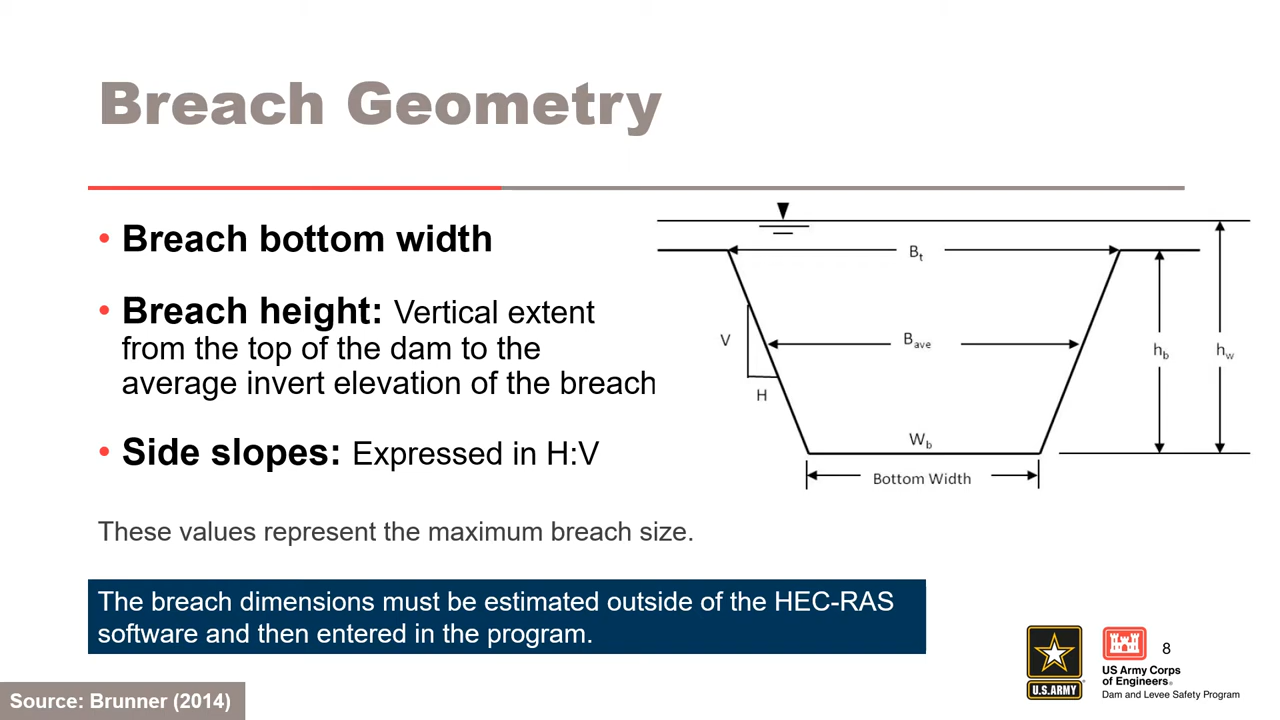 Breach Geometry
• Breach bottom width
• Breach height: Vertical extent
from the top of the dam to the
average invert elevation of the breach
• Side slopes: Expressed in H:V
These values represent the maximum breach size.
The breach dimensions must be estimated outside of the HEC-RAS
software and then entered in the program.
Bt
V
Bave
hb
hw
H
Wb
Bottom Width
U.S.ARMY
US Army Corps
of Engineers®
Dam and Levee Safety Program
8
Source: Brunner (2014)